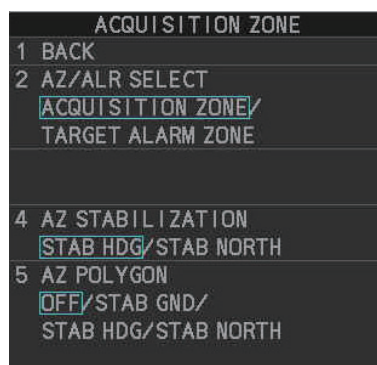 ACQUISITION ZONE
1 BACK
2 AZ/ALR SELECT
ACQUISITION ZONE/
TARGET ALARM ZONE
4 AZ STABILIZATION
STAB HDG/STAB NORTH
5 AZ POLYGON
OFF/STAB GND/
STAB HDG/STAB NORTH